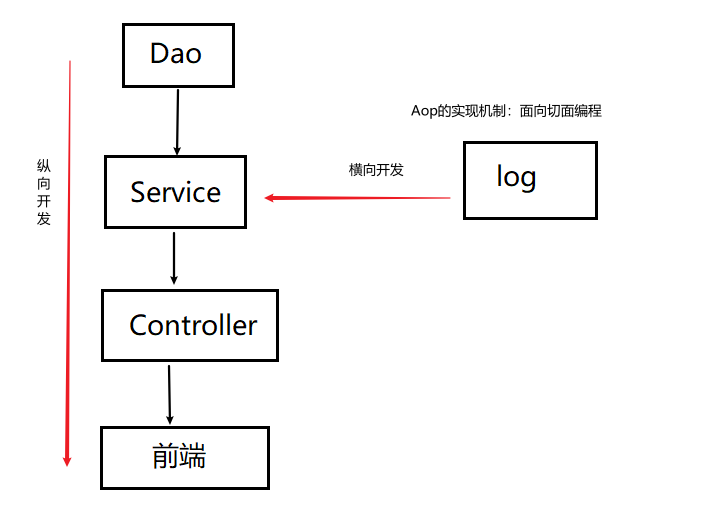 Dao
Aop的实现机制：面向切面编程
纵
向
开
发
横向开发
log
Service
Controller
前端